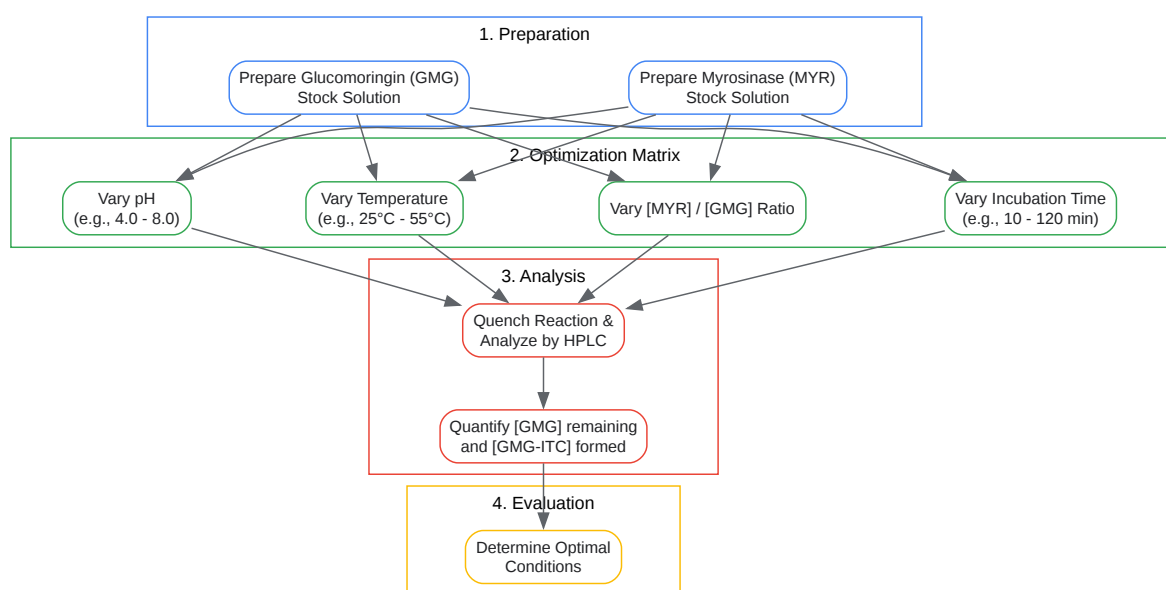 1. Preparation
Prepare Glucomoringin (GMG)
Stock Solution
Prepare Myrosinase (MYR)
Stock Solution
2. Optimization Matrix
Vary pH
(e.g., 4.0 - 8.0)
Vary Temperature
(e.g., 25°C - 55°C)
Vary [MYR] / [GMG] Ratio
Vary Incubation Time
(e.g., 10 - 120 min)
3. Analysis
Quench Reaction &
Analyze by HPLC
Quantify [GMG] remaining
and [GMG-ITC] formed
4. Evaluation
Determine Optimal
Conditions